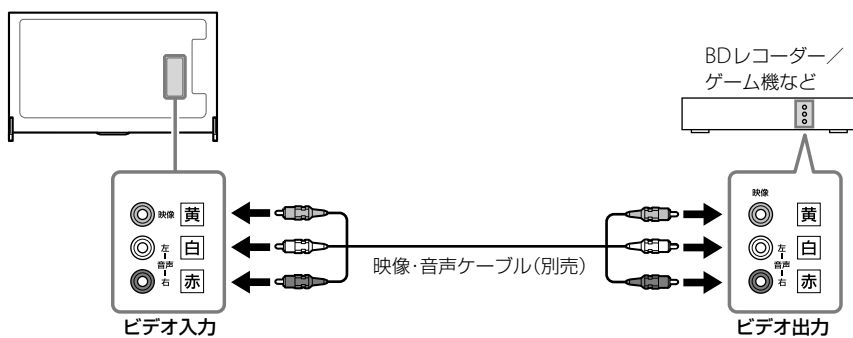 BDレコーダー／
ゲーム機など
映像 黄
左
白
音声
右
赤
ビデオ入力
映像・音声ケーブル（別売）
映像
黄
左
白
音声
右
赤
ビデオ出力